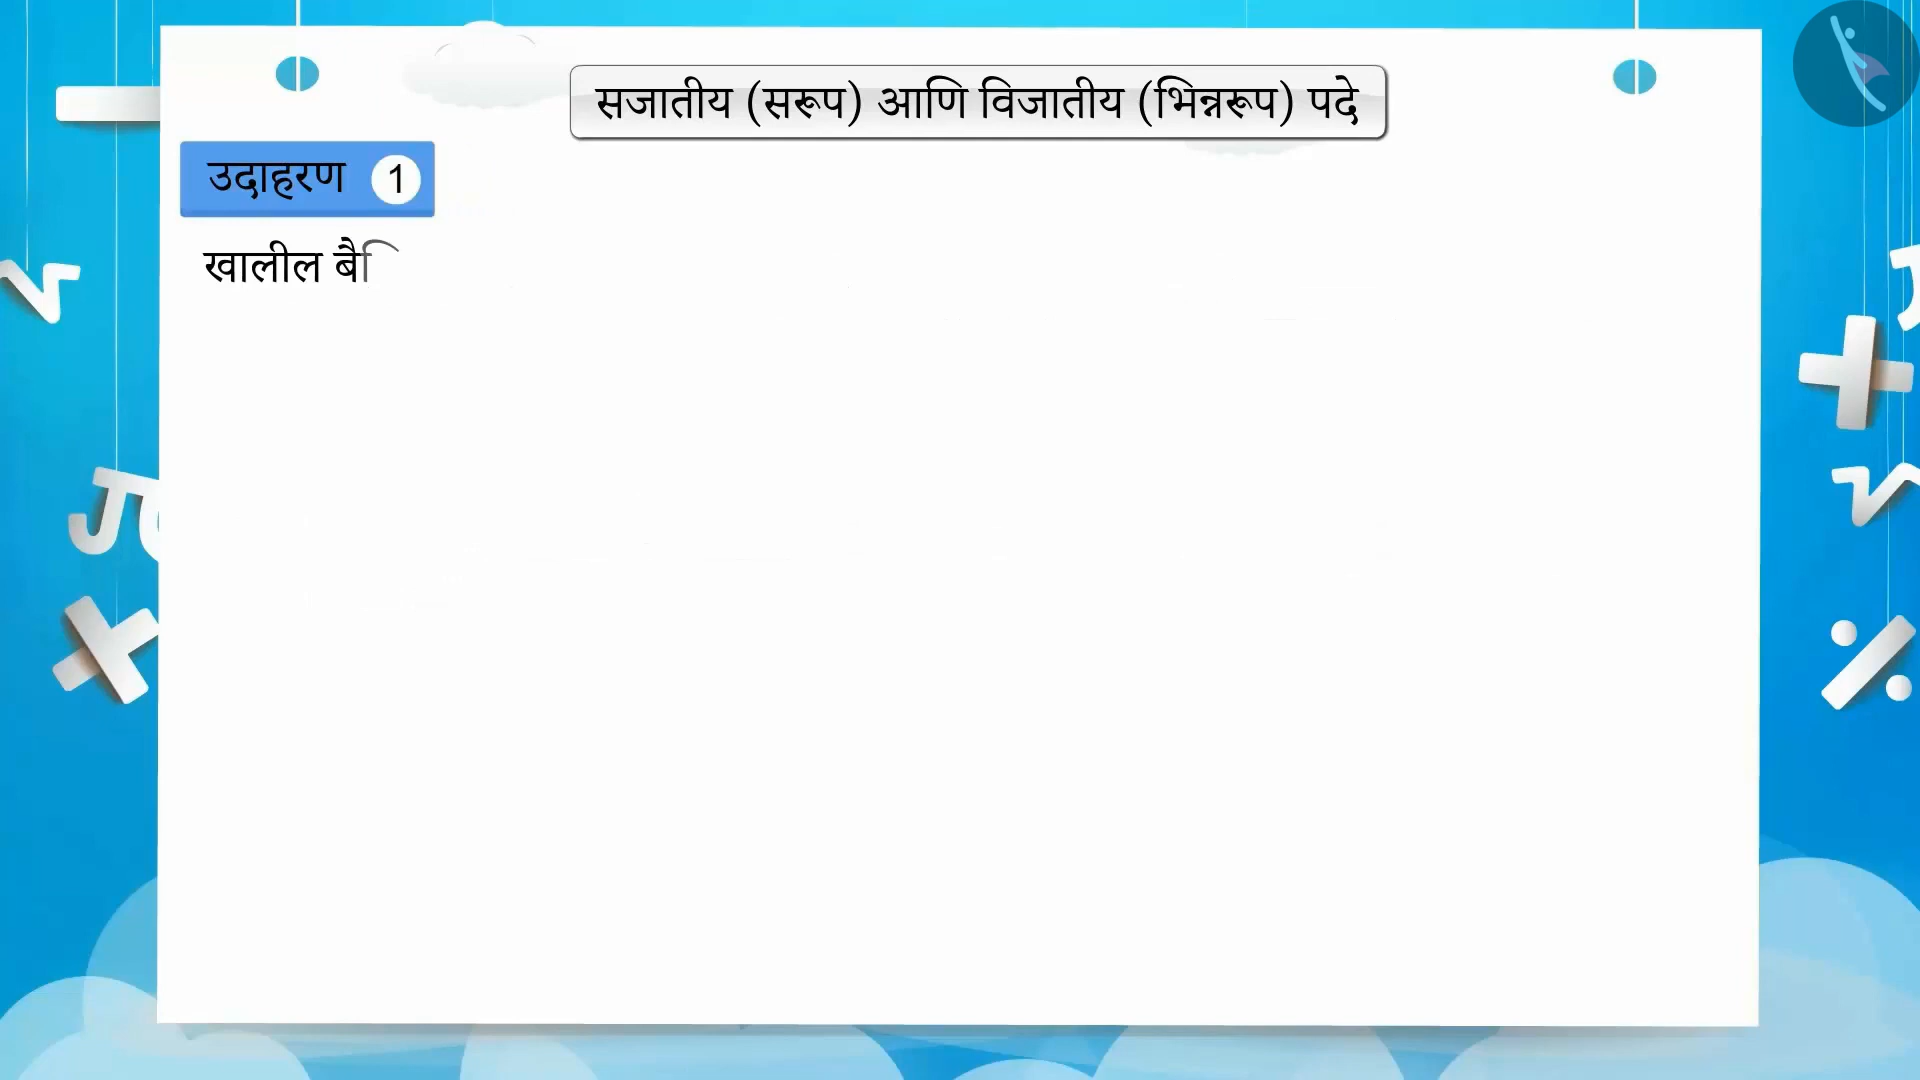 सजातीय (सरूप) आणि विजातीय (भिन्नरूप) पदे
उदाहरण 1
खालील